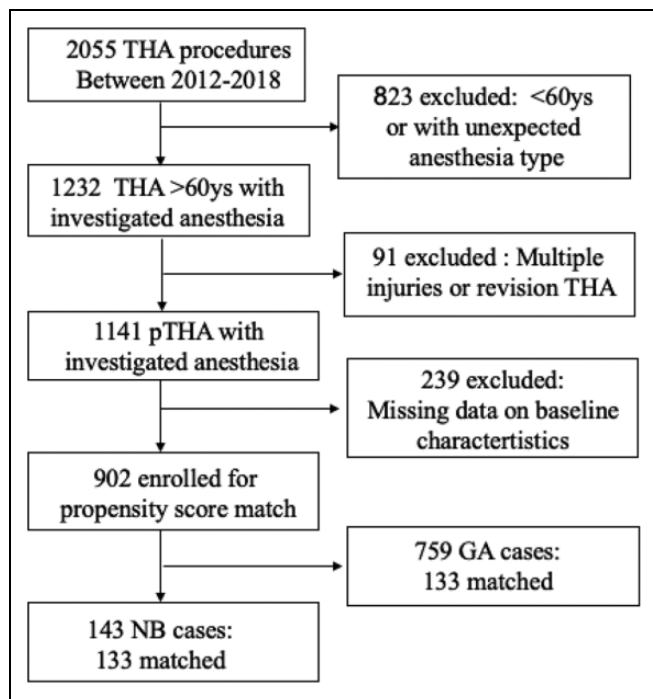 2055 THA procedures
Between 2012-2018
823 excluded: <60ys
or with unexpected
anesthesia type
1232 THA >60ys with
investigated anesthesia
91 excluded : Multiple
injuries or revision THA
1141 pTHA with
investigated anesthesia
239 excluded:
Missing data on baseline
charactertistics
902 enrolled for
propensity score match
759 GA cases:
133 matched
143 NB cases:
133 matched